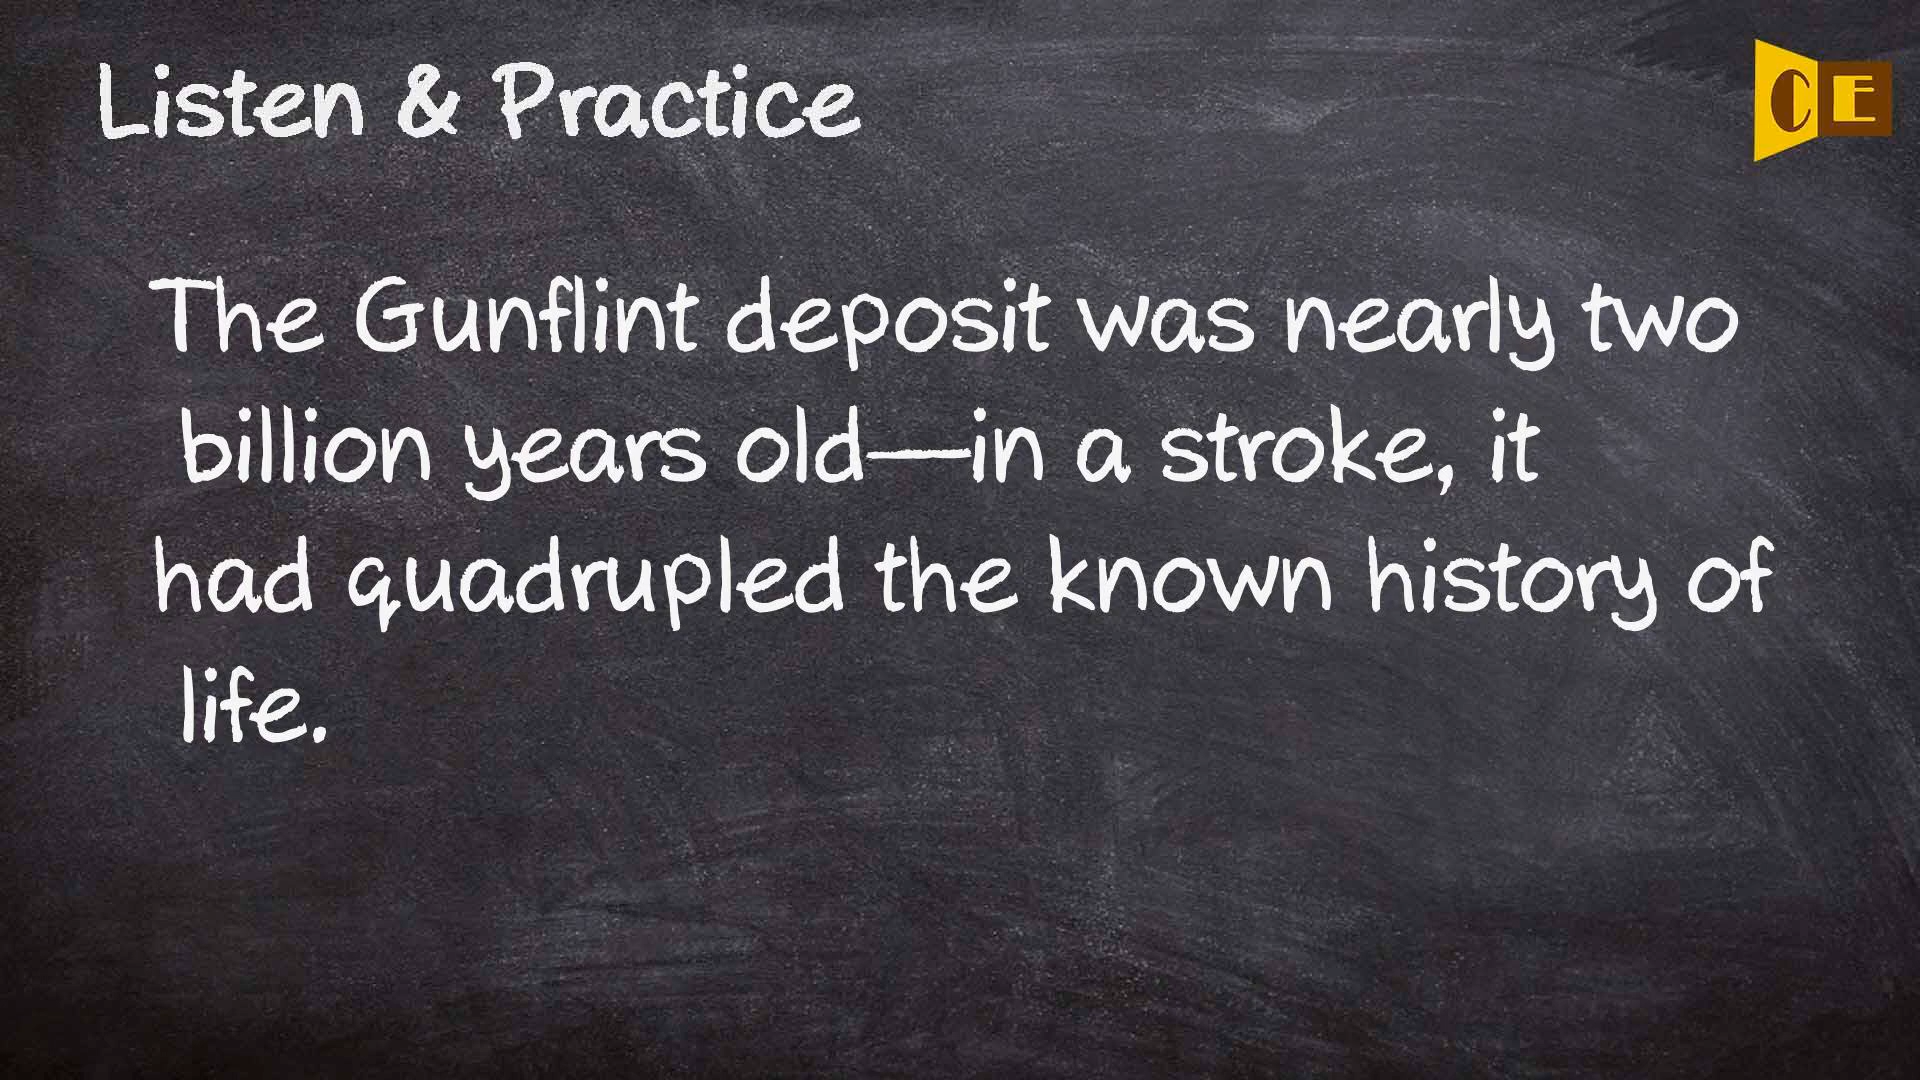 Listen & Practice
CE
The Gunflint deposit was nearly two
billion years old—in a stroke, it
had quadrupled the known history of
life.